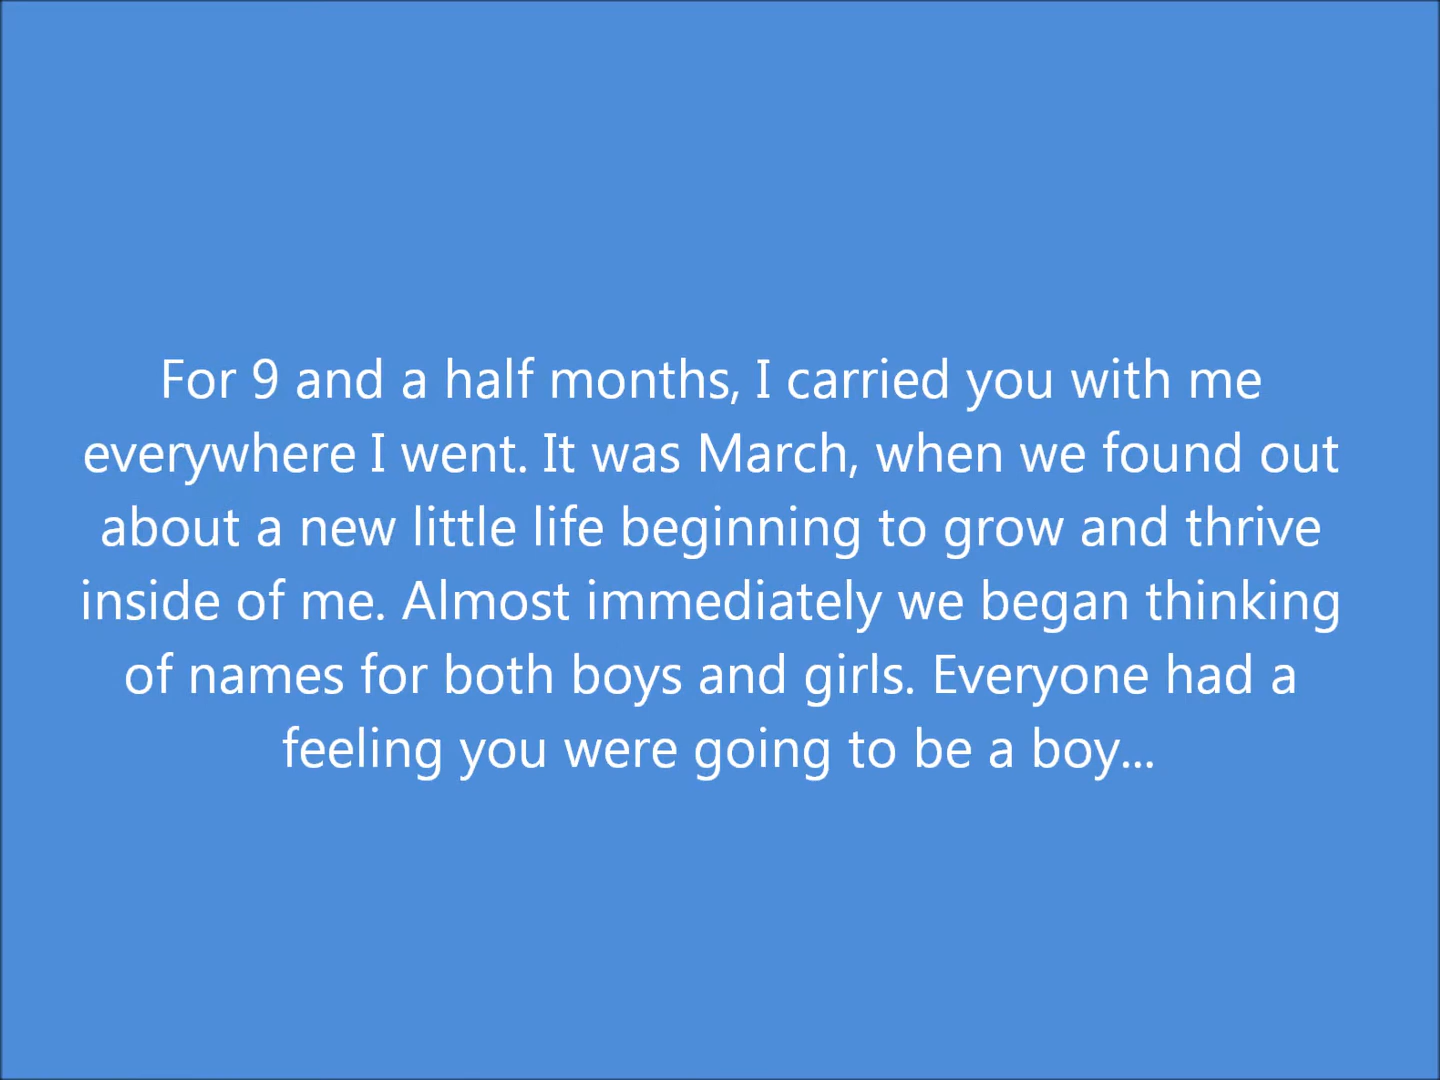 For 9 and a half months, I carried you with me
everywhere I went. It was March, when we found out
about a new little life beginning to grow and thrive
inside of me. Almost immediately we began thinking
of names for both boys and girls. Everyone had a
feeling you were going to be a boy...